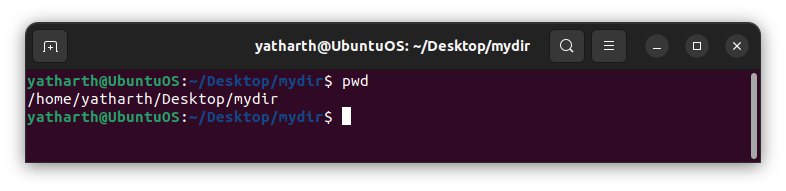 yatharth@UbuntuOS: ~/Desktop/mydir
yatharth@UbuntuOS:~/Desktop/mydir$ pwd
/home/yatharth/Desktop/mydir
yatharth@UbuntuOS:~/Desktop/mydir$